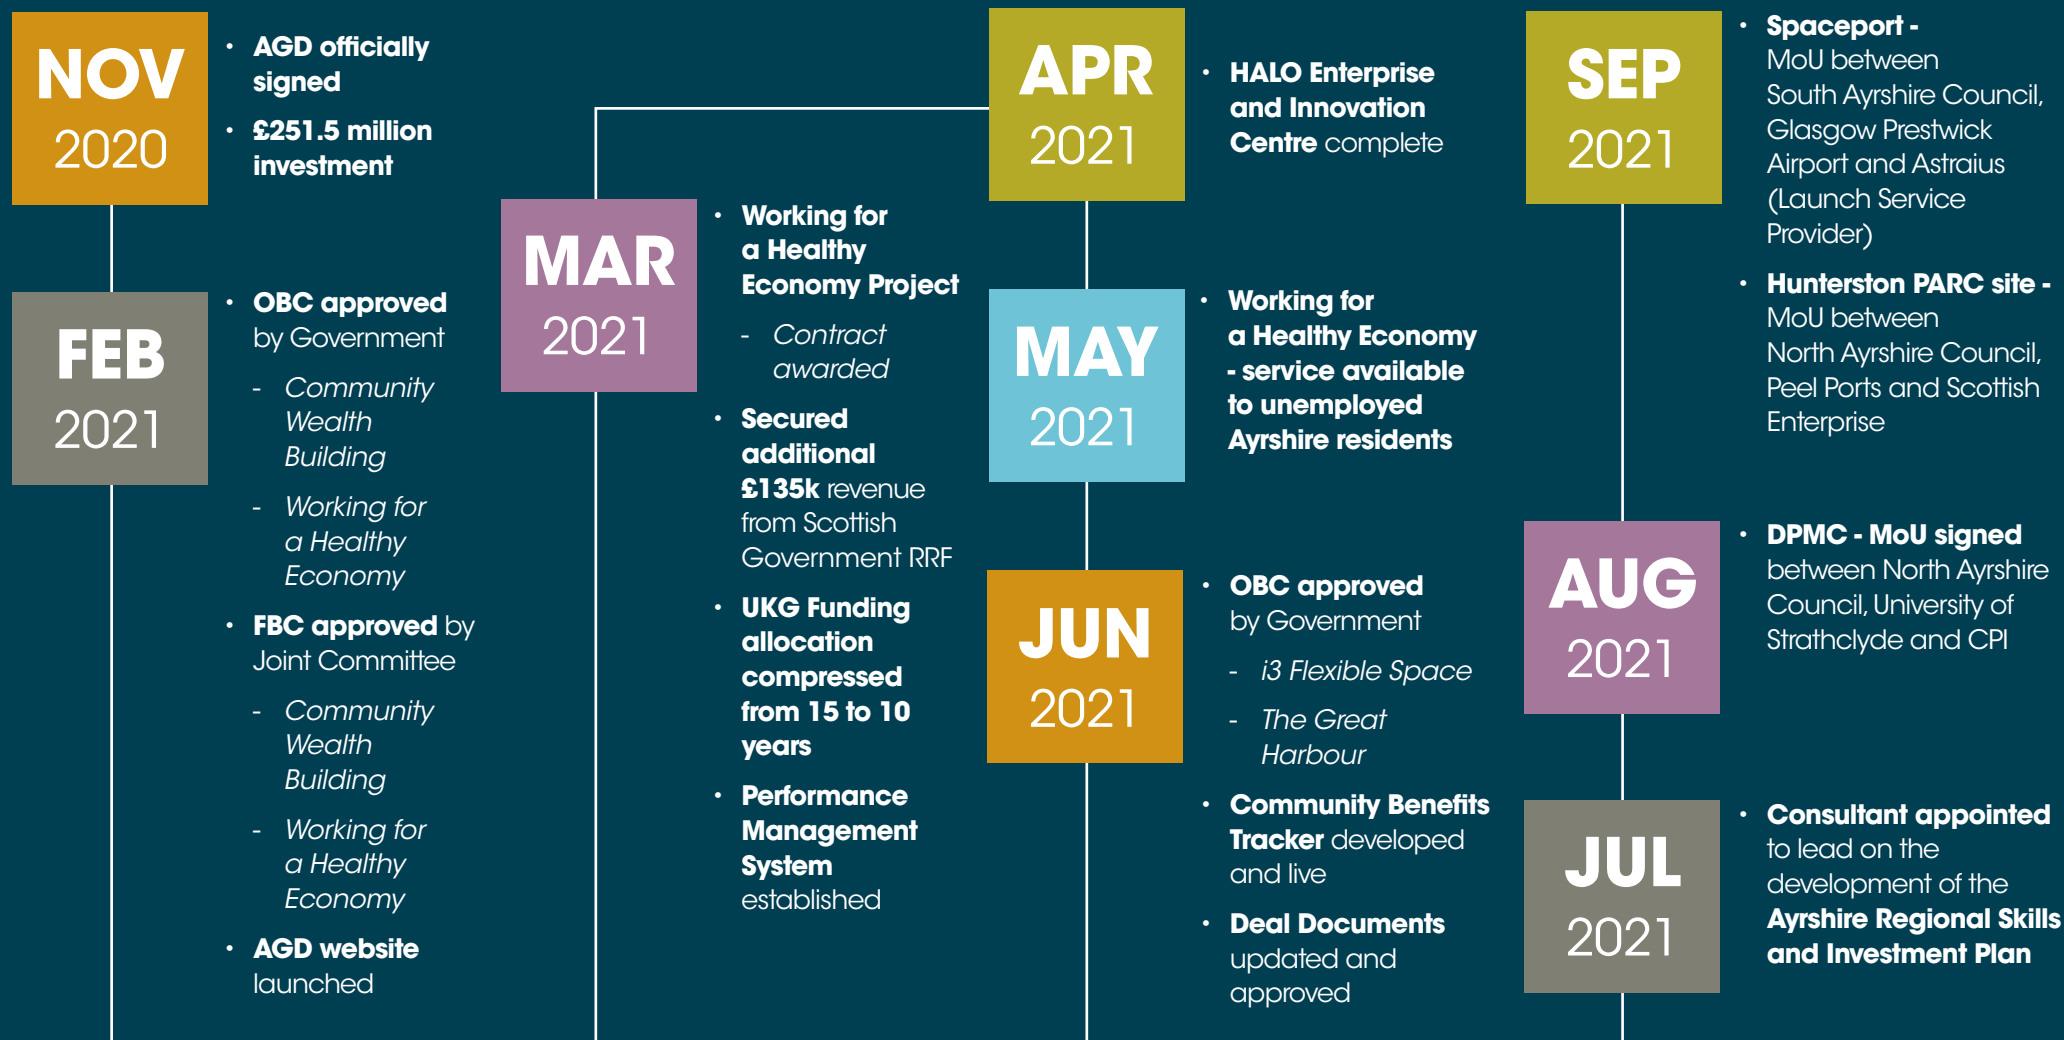 NOV
2020
• AGD officially
signed
• £251.5 million
investment
FEB
2021
• OBC approved
by Government
- Community
Wealth
Building
- Working for
a Healthy
Economy
• FBC approved by
Joint Committee
- Community
Wealth
Building
- Working for
a Healthy
Economy
• AGD website
launched
MAR
2021
• Working for
a Healthy
Economy Project
- Contract
awarded
• Secured
additional
£135k revenue
from Scottish
Government RRF
• UKG Funding
allocation
compressed
from 15 to 10
years
• Performance
Management
System
established
APR
2021
• HALO Enterprise
and Innovation
Centre complete
MAY
2021
• Working for
a Healthy Economy
- service available
to unemployed
Ayrshire residents
JUN
2021
• OBC approved
by Government
- i3 Flexible Space
- The Great
Harbour
• Community Benefits
Tracker developed
and live
• Deal Documents
updated and
approved
SEP
2021
• Spaceport -
MoU between
South Ayrshire Council,
Glasgow Prestwick
Airport and Astraius
(Launch Service
Provider)
• Hunterston PARC site -
MoU between
North Ayrshire Council,
Peel Ports and Scottish
Enterprise
AUG
2021
• DPMC - MoU signed
between North Ayrshire
Council, University of
Strathclyde and CPI
JUL
2021
• Consultant appointed
to lead on the
development of the
Ayrshire Regional Skills
and Investment Plan